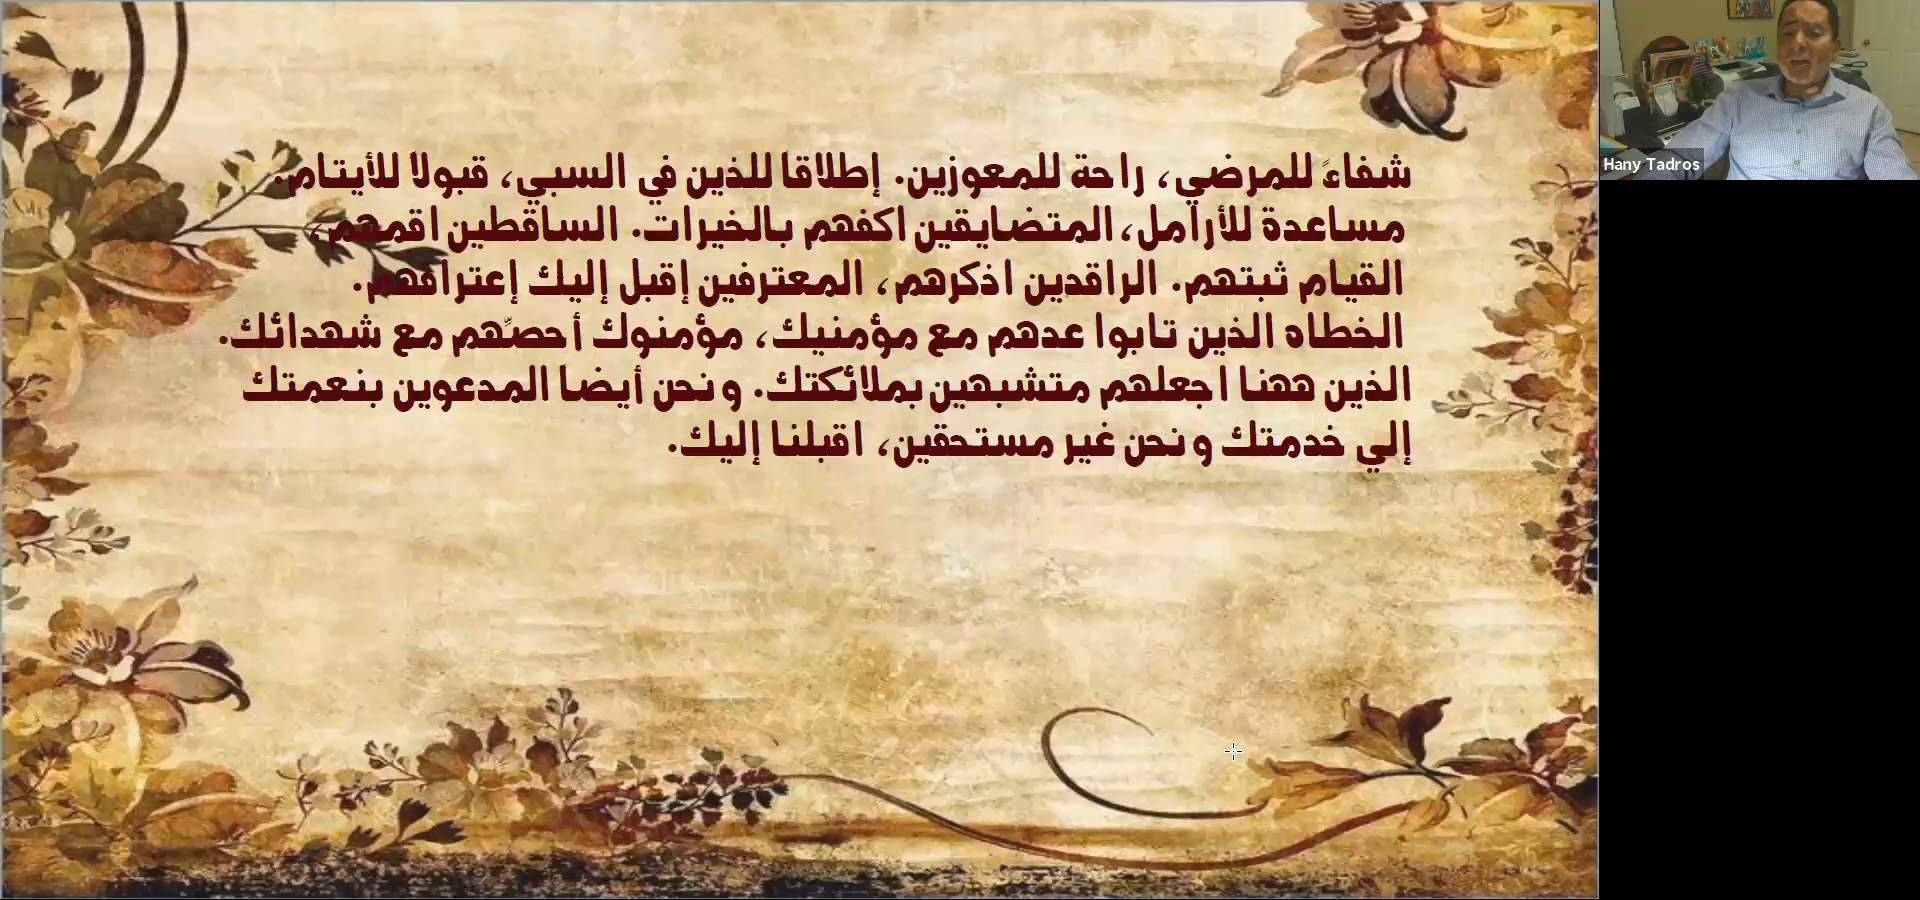 شفاءً للمرضي، راحة للمعوزين. إطلاقا للذين في السبي، قبولا للأيتام.
مساعدة للأرامل، المتضايقين اكفهم بالخيرات. الساقطين اقمهم،
القيام ثبتهم. الراقدين اذكرهم، المعترفين إقبل إليك إعترافهم.
الخطاه الذين تابوا عدهم مع مؤمنيك، مؤمنوك أحصِّهم مع شهدائك.
الذين ههنا اجعلهم متشبهين بملائكتك. ونحن أيضا المدعوين بنعمتك
إلي خدمتك ونحن غير مستحقين، اقبلنا إليك.
Hany Tadros